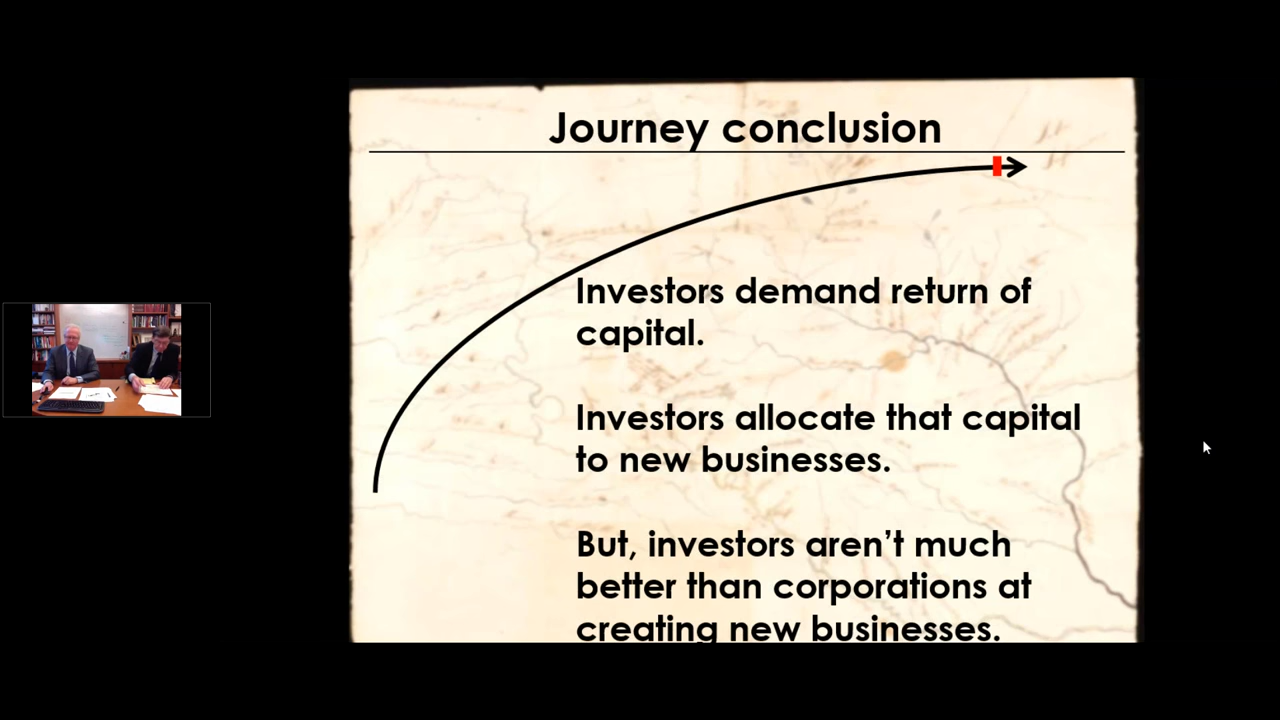 Journey conclusion
Investors demand return of
capital.
Investors allocate that capital
to new businesses.
But, investors aren’t much
better than corporations at
creating new businesses.